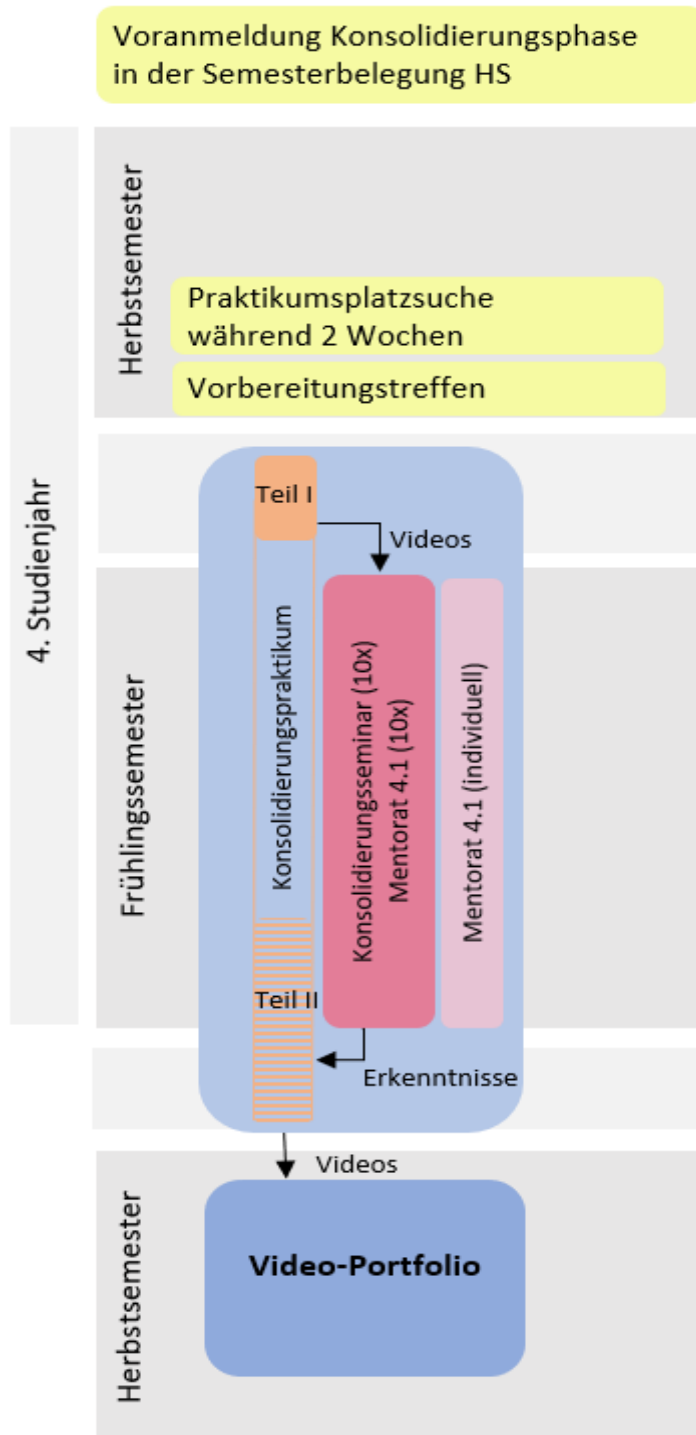 Voranmeldung Konsolidierungsphase
in der Semesterbelegung HS
4. Studienjahr
Herbstsemester
Praktikumsplatzsuche
während 2 Wochen
Vorbereitungstreffen
Teil I
Videos
Frühlingssemester
Konsolidierungspraktikum
Konsolidierungsseminar (10x)
Mentorat 4.1 (10x)
Mentorat 4.1 (individuell)
Teil II
Erkenntnisse
Videos
Herbstsemester
Video-Portfolio